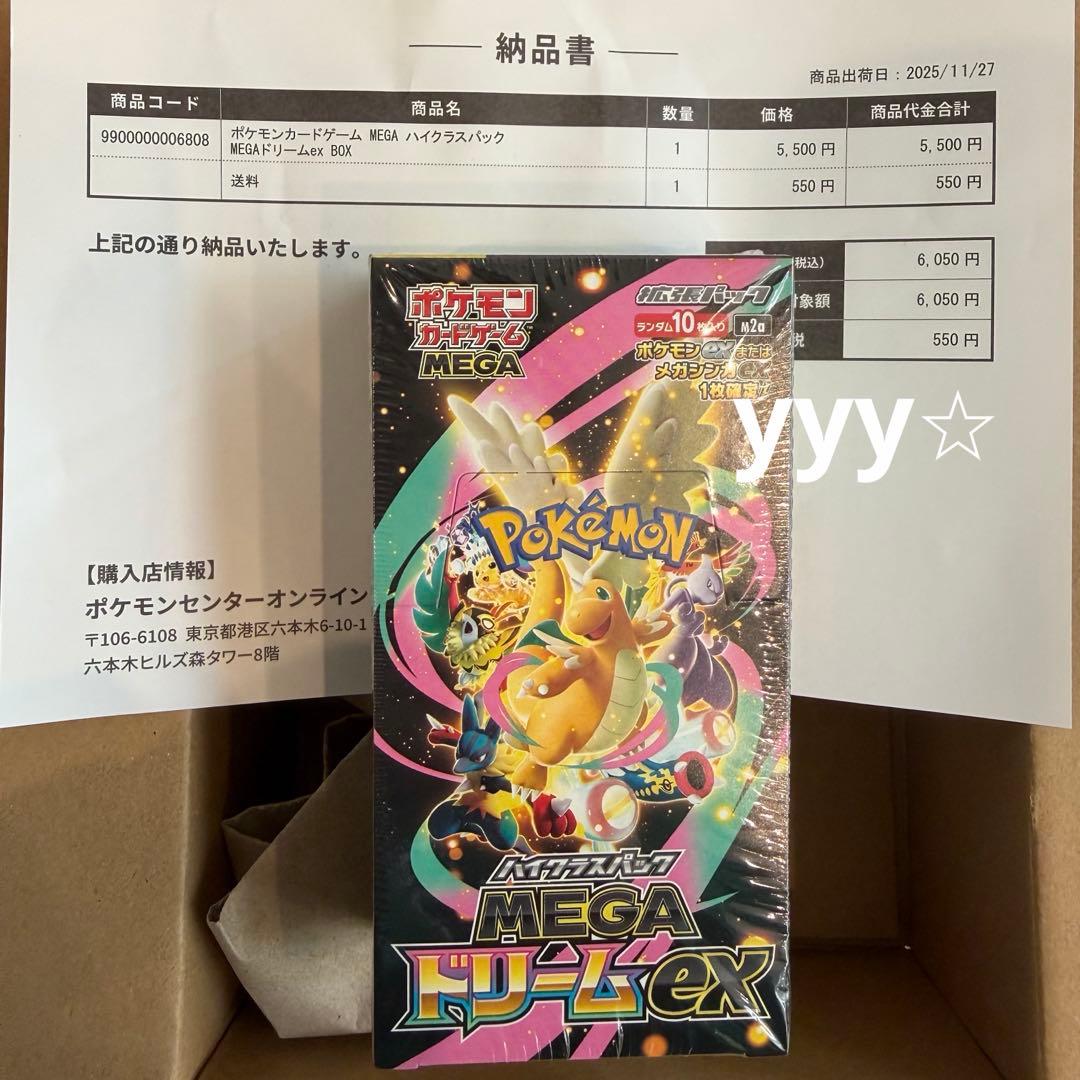 納品書
商品出荷日：2025/11/27
商品コード 商品名 数量 価格 商品代金合計
9900000006808 ポケモンカードゲーム MEGA ハイクラスパック
MEGAドリームex BOX 1 5,500 円 5,500 円
送料 1 550 円 550 円
上記の通り納品いたします。
税込） 6,050 円
対象額 6,050 円
税 550 円
ポケモン
カードゲーム
MEGA
拡張パック
ランダム10枚入り M2a
ポケモンexまたは
メガシンカex
1枚確定
yyy☆
POKéMON
【購入店情報】
ポケモンセンターオンライン
〒106-6108 東京都港区六本木6-10-1
六本木ヒルズ森タワー8階
ハイクラスパック
MEGA
ドリームex